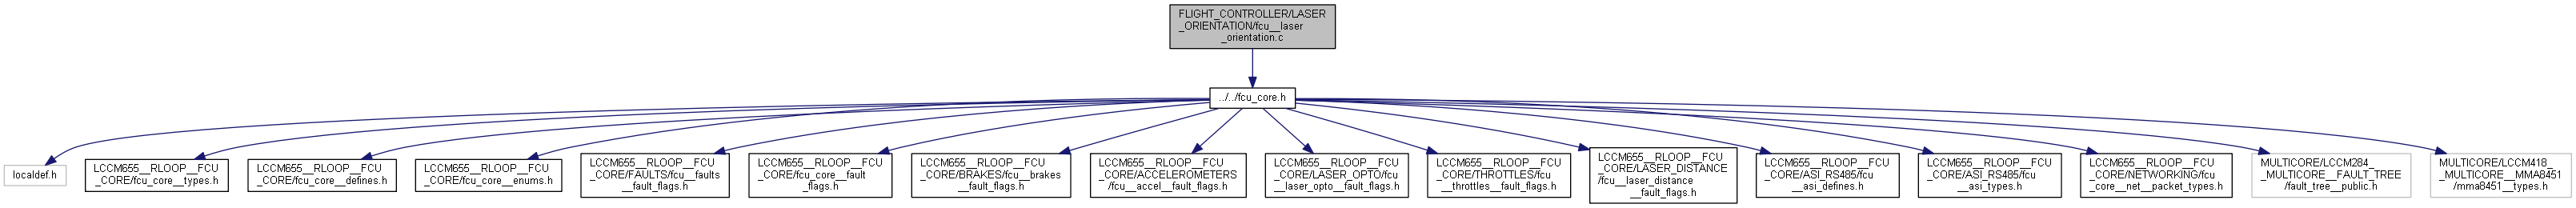 FLIGHT_CONTROLLER/LASER
_ORIENTATION/fcu__laser
_orientation.c
../../fcu_core.h
localdef.h
LCCM655__RLOOP__FCU
_CORE/fcu_core__types.h
LCCM655__RLOOP__FCU
_CORE/fcu_core__defines.h
LCCM655__RLOOP__FCU
_CORE/fcu_core__enums.h
LCCM655__RLOOP__FCU
_CORE/FAULTS/fcu__faults
__fault_flags.h
LCCM655__RLOOP__FCU
_CORE/fcu_core__fault
_flags.h
LCCM655__RLOOP__FCU
_CORE/BRAKES/fcu__brakes
__fault_flags.h
LCCM655__RLOOP__FCU
_CORE/ACCELEROMETERS
/fcu__accel__fault_flags.h
LCCM655__RLOOP__FCU
_CORE/LASER_OPTO/fcu
__laser_opto__fault_flags.h
LCCM655__RLOOP__FCU
_CORE/THROTTLES/fcu
__throttles__fault_flags.h
LCCM655__RLOOP__FCU
_CORE/LASER_DISTANCE
/fcu__laser_distance
__fault_flags.h
LCCM655__RLOOP__FCU
_CORE/ASI_RS485/fcu
__asi_defines.h
LCCM655__RLOOP__FCU
_CORE/ASI_RS485/fcu
__asi_types.h
LCCM655__RLOOP__FCU
_CORE/NETWORKING/fcu
_core__net__packet_types.h
MULTICORE/LCCM284
_MULTICORE__FAULT_TREE
/fault_tree__public.h
MULTICORE/LCCM418
_MULTICORE__MMA8451
/mma8451__types.h